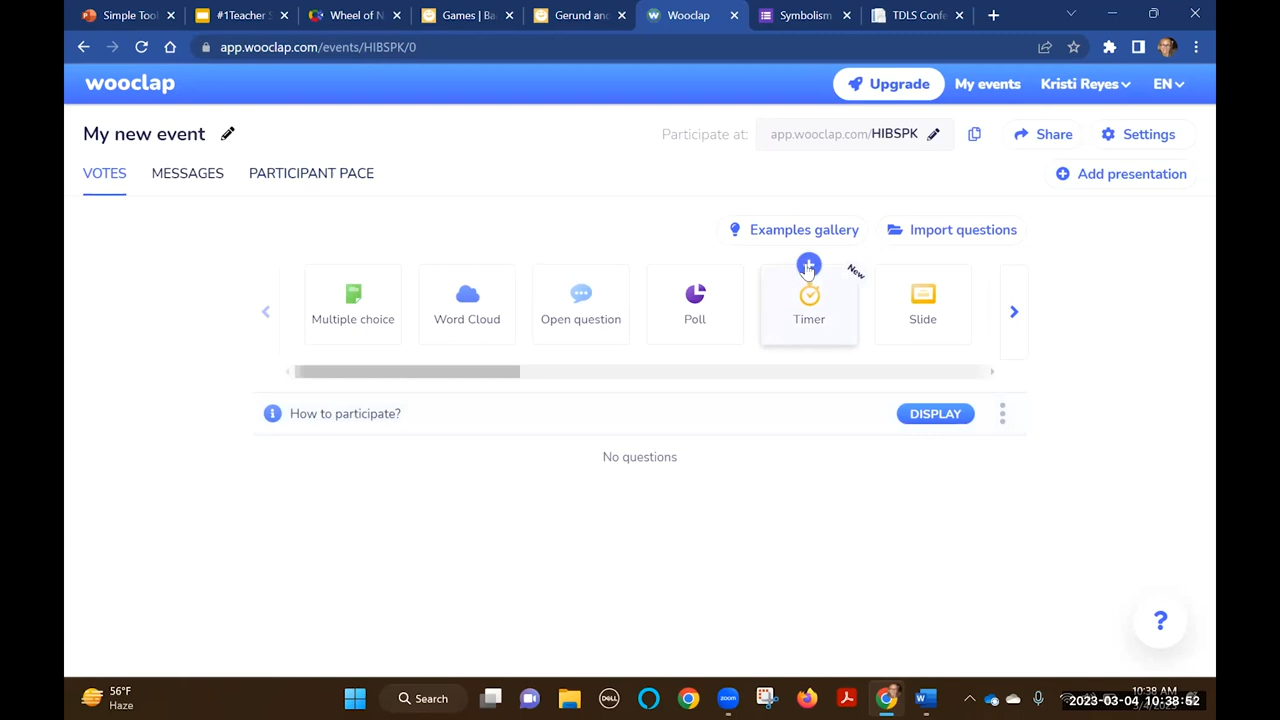 Simple Tool
#1Teacher S
Wheel of N
Games | Ba
Gerund and
Wooclap
Symbolism
TDLS Confe
app.wooclap.com/events/HIBSPK/0
wooclap
Upgrade
My events
Kristi Reyes
EN
My new event
Participate at:
app.wooclap.com/HIBSPK
Share
Settings
VOTES
MESSAGES
PARTICIPANT PACE
Add presentation
Examples gallery
Import questions
New
Multiple choice
Word Cloud
Open question
Poll
Timer
Slide
How to participate?
DISPLAY
No questions
?
56°F
Haze
Search
DELL
zoom
10:38 AM
2023-03-04 10:38:52